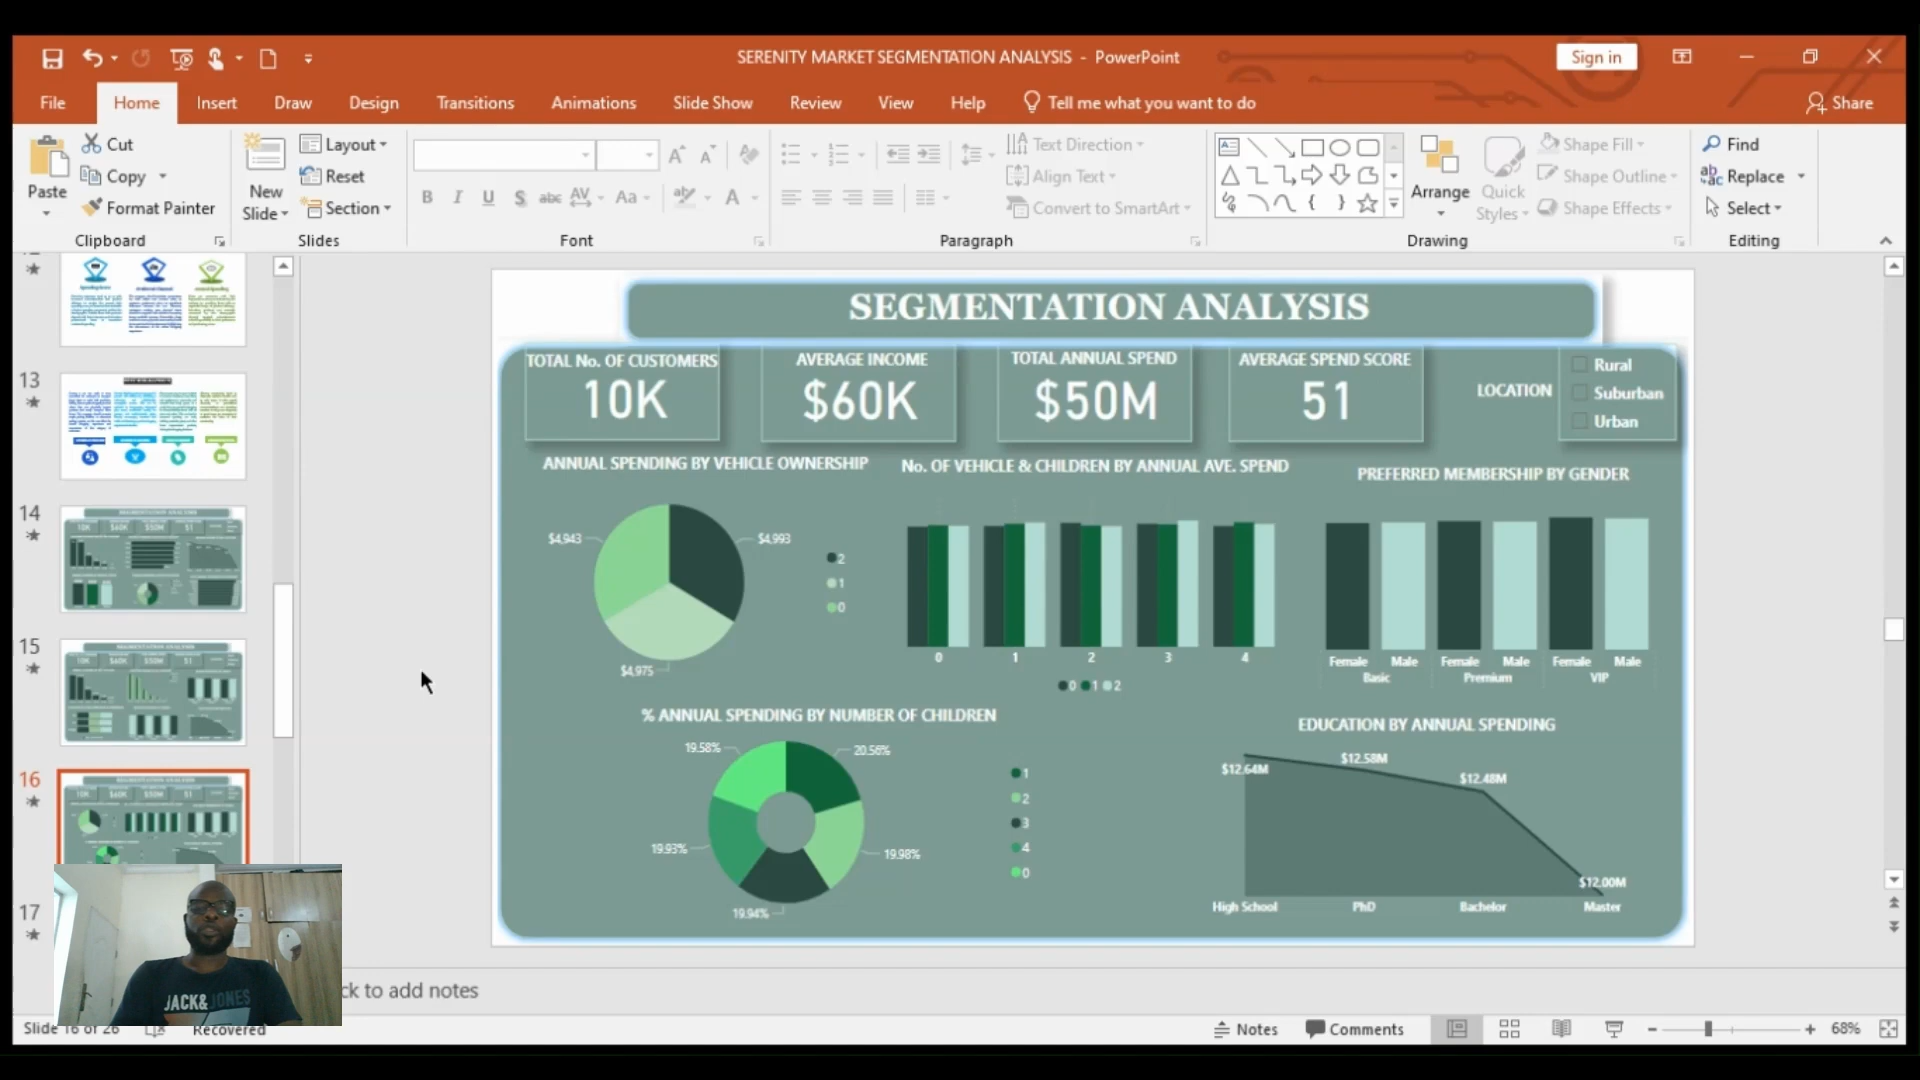 SERENITY MARKET SEGMENTATION ANALYSIS - PowerPoint
Sign in
File Home Insert Draw Design Transitions Animations Slide Show Review View Help Tell me what you want to do Share
Paste
Cut
Copy
Format Painter
Clipboard
New Slide
Layout
Reset
Section
Slides
B I U S abc AV Aa A
Font
Text Direction
Align Text
Convert to SmartArt
Paragraph
Arrange
Quick Styles
Shape Fill
Shape Outline
Shape Effects
Drawing
Find
Replace
Select
Editing
13
14
15
16
17
SEGMENTATION ANALYSIS
TOTAL No. OF CUSTOMERS
10K
AVERAGE INCOME
$60K
TOTAL ANNUAL SPEND
$50M
AVERAGE SPEND SCORE
51
LOCATION
Rural
Suburban
Urban
ANNUAL SPENDING BY VEHICLE OWNERSHIP
$4,943
$4,993
$4,975
2
1
0
No. OF VEHICLE & CHILDREN BY ANNUAL AVE. SPEND
0 1 2 3 4
0 1 2
PREFERRED MEMBERSHIP BY GENDER
Female Male Female Male Female Male
Basic Premium VIP
% ANNUAL SPENDING BY NUMBER OF CHILDREN
19.58%
20.56%
19.93%
19.98%
19.94%
1
2
3
4
0
EDUCATION BY ANNUAL SPENDING
$12.64M
$12.58M
$12.48M
$12.00M
High School PhD Bachelor Master
JACK&JONES
ck to add notes
Slide 16 of 26
Recovered
Notes
Comments
68%